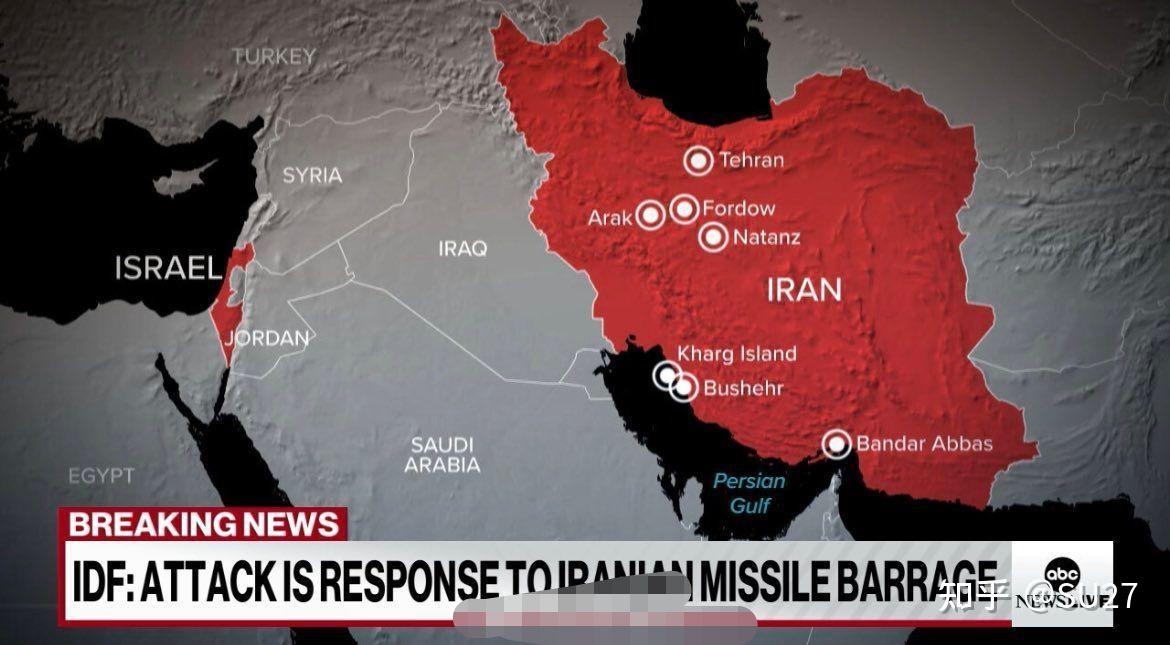 TURKEY
SYRIA
Tehran
Fordow
Arak
Natanz
ISRAEL
IRAQ
IRAN
JORDAN
Kharg Island
Bushehr
SAUDI
ARABIA
Bandar Abbas
EGYPT
Persian
Gulf
BREAKING NEWS
IDF: ATTACK IS RESPONSE TO IRANIAN MISSILE BARRAGE
abc
NEWS LIVE
知乎 @SU27